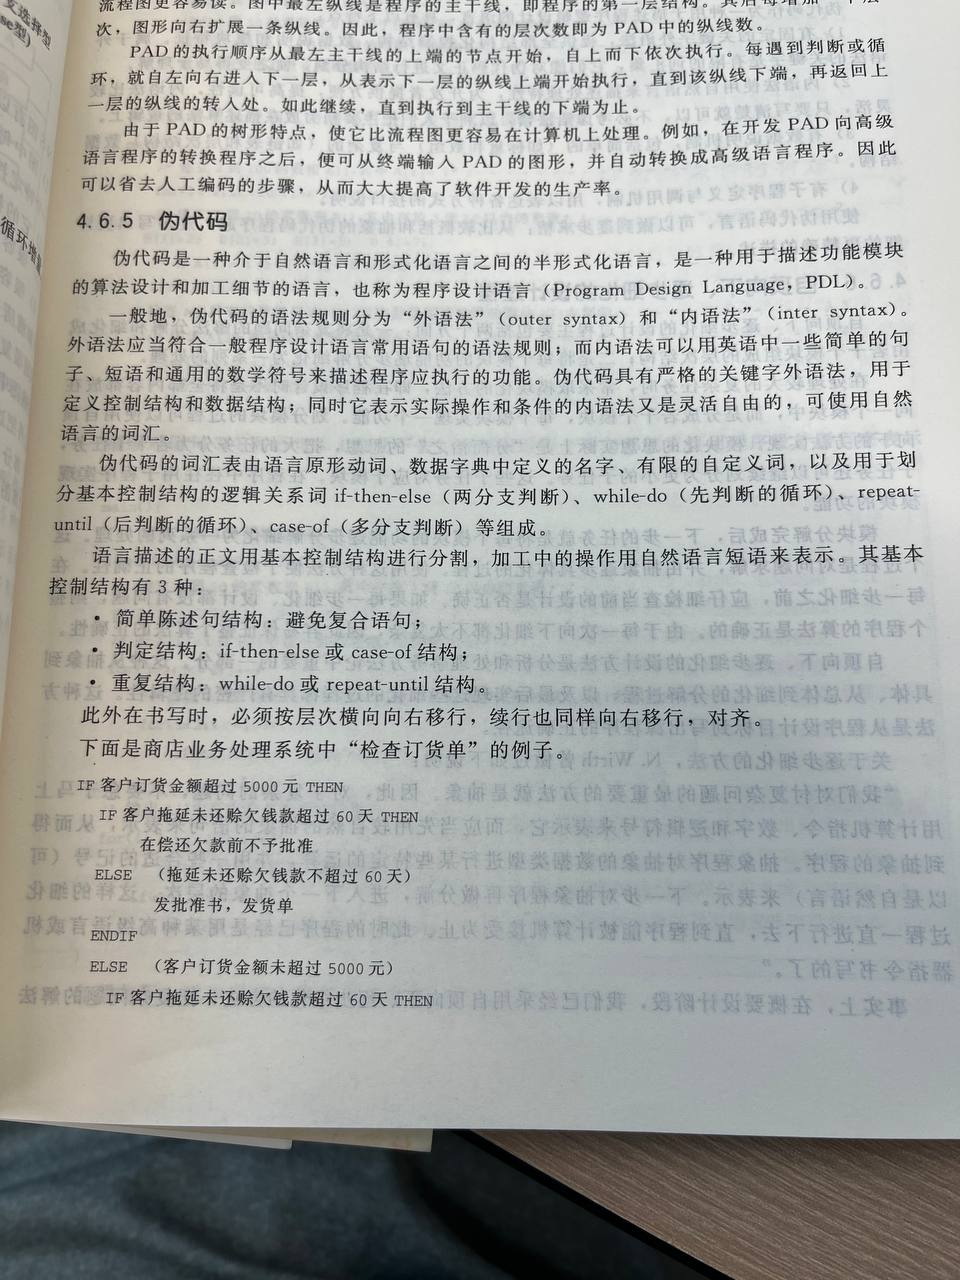 文选择型
se型)
循环增量
流程图更容易读。图中最左纵线是程序的主干线，即程序的第一层结构。其后每增加一个层
次，图形向右扩展一条纵线。因此，程序中含有的层次数即为 PAD 中的纵线数。
PAD 的执行顺序从最左主干线的上端的节点开始，自上而下依次执行。每遇到判断或循
环，就自左向右进入下一层，从表示下一层的纵线上端开始执行，直到该纵线下端，再返回上
一层的纵线的转入处。如此继续，直到执行到主干线的下端为止。
由于 PAD 的树形特点，使它比流程图更容易在计算机上处理。例如，在开发 PAD 向高级
语言程序的转换程序之后，便可从终端输入 PAD 的图形，并自动转换成高级语言程序。因此
可以省去人工编码的步骤，从而大大提高了软件开发的生产率。
4.6.5 伪代码
伪代码是一种介于自然语言和形式化语言之间的半形式化语言，是一种用于描述功能模块
的算法设计和加工细节的语言，也称为程序设计语言（Program Design Language，PDL）。
一般地，伪代码的语法规则分为“外语法”（outer syntax）和“内语法”（inter syntax）。
外语法应当符合一般程序设计语言常用语句的语法规则；而内语法可以用英语中一些简单的句
子、短语和通用的数学符号来描述程序应执行的功能。伪代码具有严格的关键字外语法，用于
定义控制结构和数据结构；同时它表示实际操作和条件的内语法又是灵活自由的，可使用自然
语言的词汇。
伪代码的词汇表由语言原形动词、数据字典中定义的名字、有限的自定义词，以及用于划
分基本控制结构的逻辑关系词 if-then-else（两分支判断）、while-do（先判断的循环）、repeat-
until（后判断的循环）、case-of（多分支判断）等组成。
语言描述的正文用基本控制结构进行分割，加工中的操作用自然语言短语来表示。其基本
控制结构有 3 种：
• 简单陈述句结构：避免复合语句；
• 判定结构：if-then-else 或 case-of 结构；
• 重复结构：while-do 或 repeat-until 结构。
此外在书写时，必须按层次横向向右移行，续行也同样向右移行，对齐。
下面是商店业务处理系统中“检查订货单”的例子。
IF 客户订货金额超过 5000 元 THEN
IF 客户拖延未还赊欠钱款超过 60 天 THEN
在偿还欠款前不予批准
ELSE （拖延未还赊欠钱款不超过 60 天）
发批准书，发货单
ENDIF
ELSE （客户订货金额未超过 5000 元）
IF 客户拖延未还赊欠钱款超过 60 天 THEN